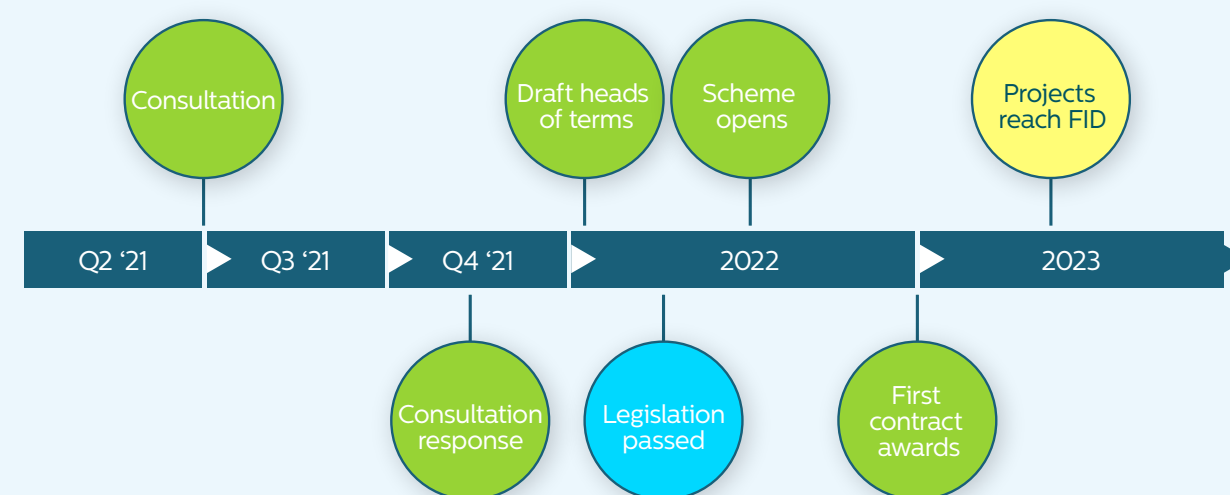 Consultation
Draft heads
of terms
Scheme
opens
Projects
reach FID
Q2 ‘21
Q3 ‘21
Q4 ‘21
2022
2023
Consultation
response
Legislation
passed
First
contract
awards